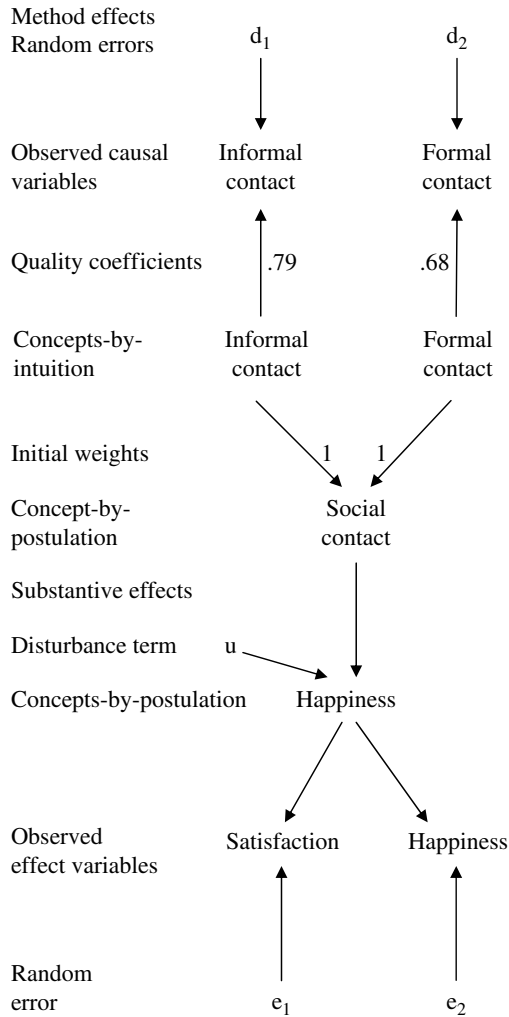 Method effects
Random errors d₁ d₂
Observed causal Informal Formal
variables contact contact
Quality coefficients .79 .68
Concepts-by- Informal Formal
intuition contact contact
Initial weights 1 1
Concept-by- Social
postulation contact
Substantive effects
Disturbance term u
Concepts-by-postulation Happiness
Observed Satisfaction Happiness
effect variables
Random
error e₁ e₂